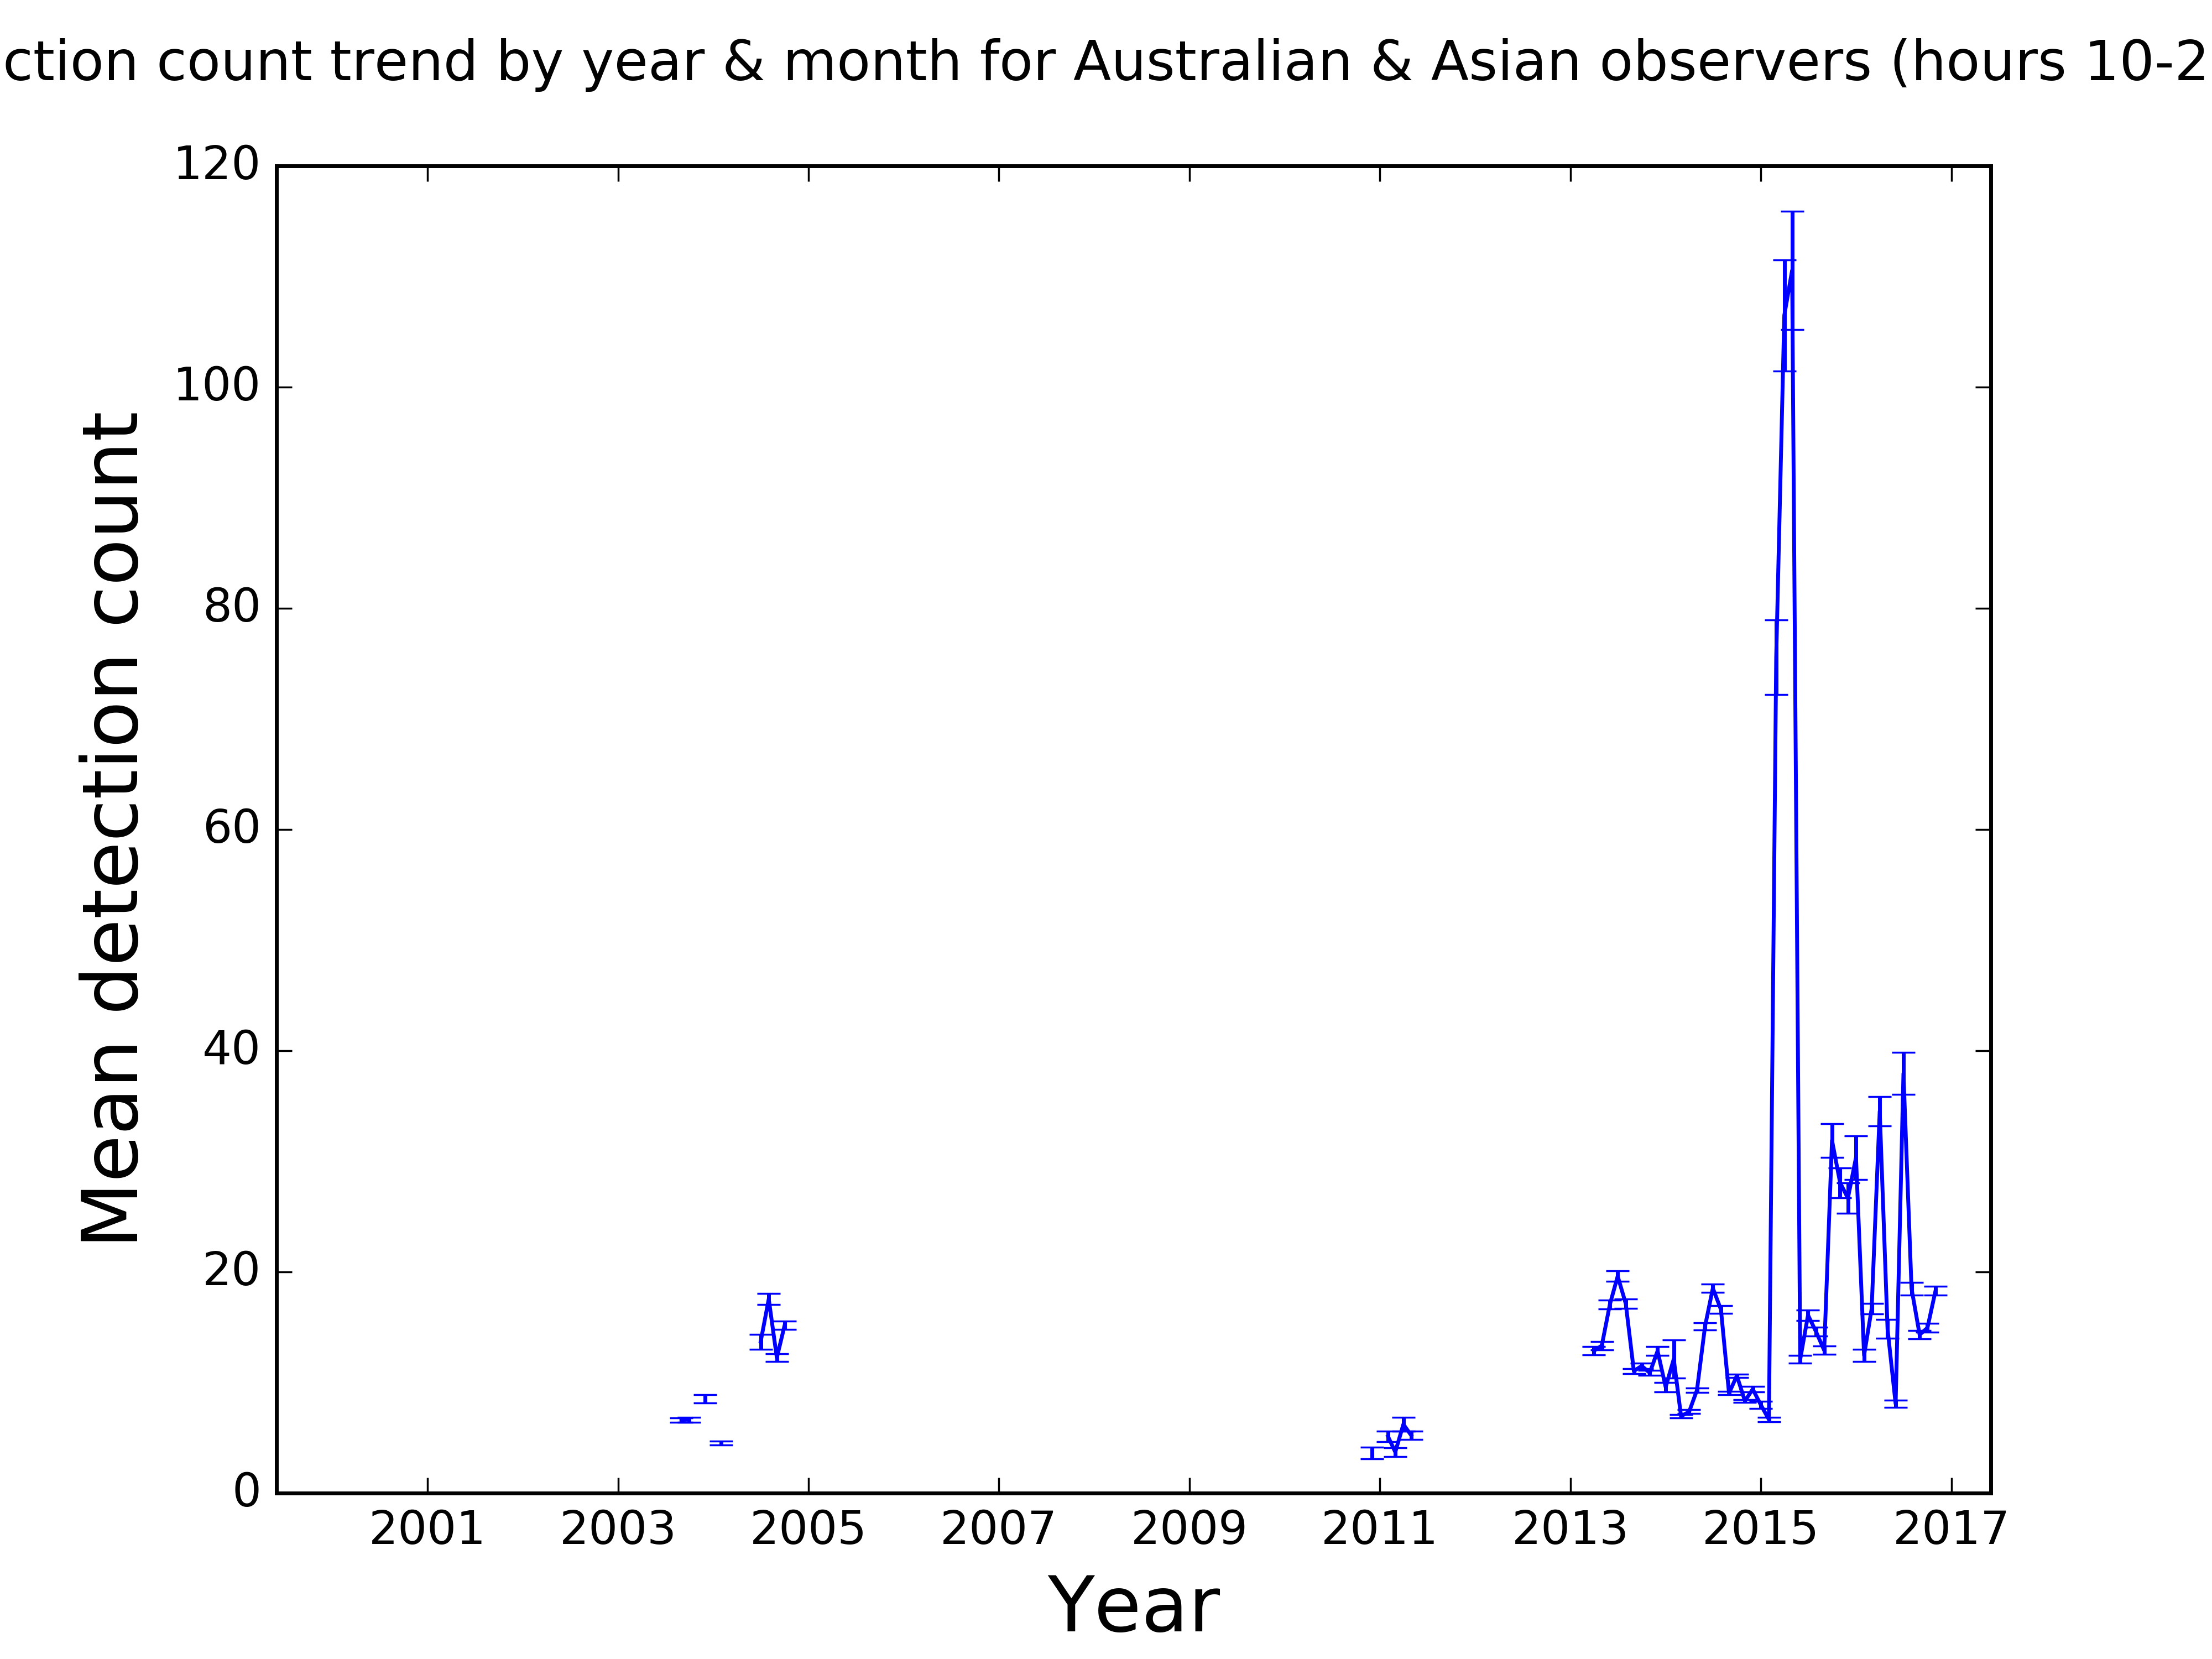 ction count trend by year & month for Australian & Asian observers (hours 10-2
120
100
80
60
40
20
0
Mean detection count
2001 2003 2005 2007 2009 2011 2013 2015 2017
Year